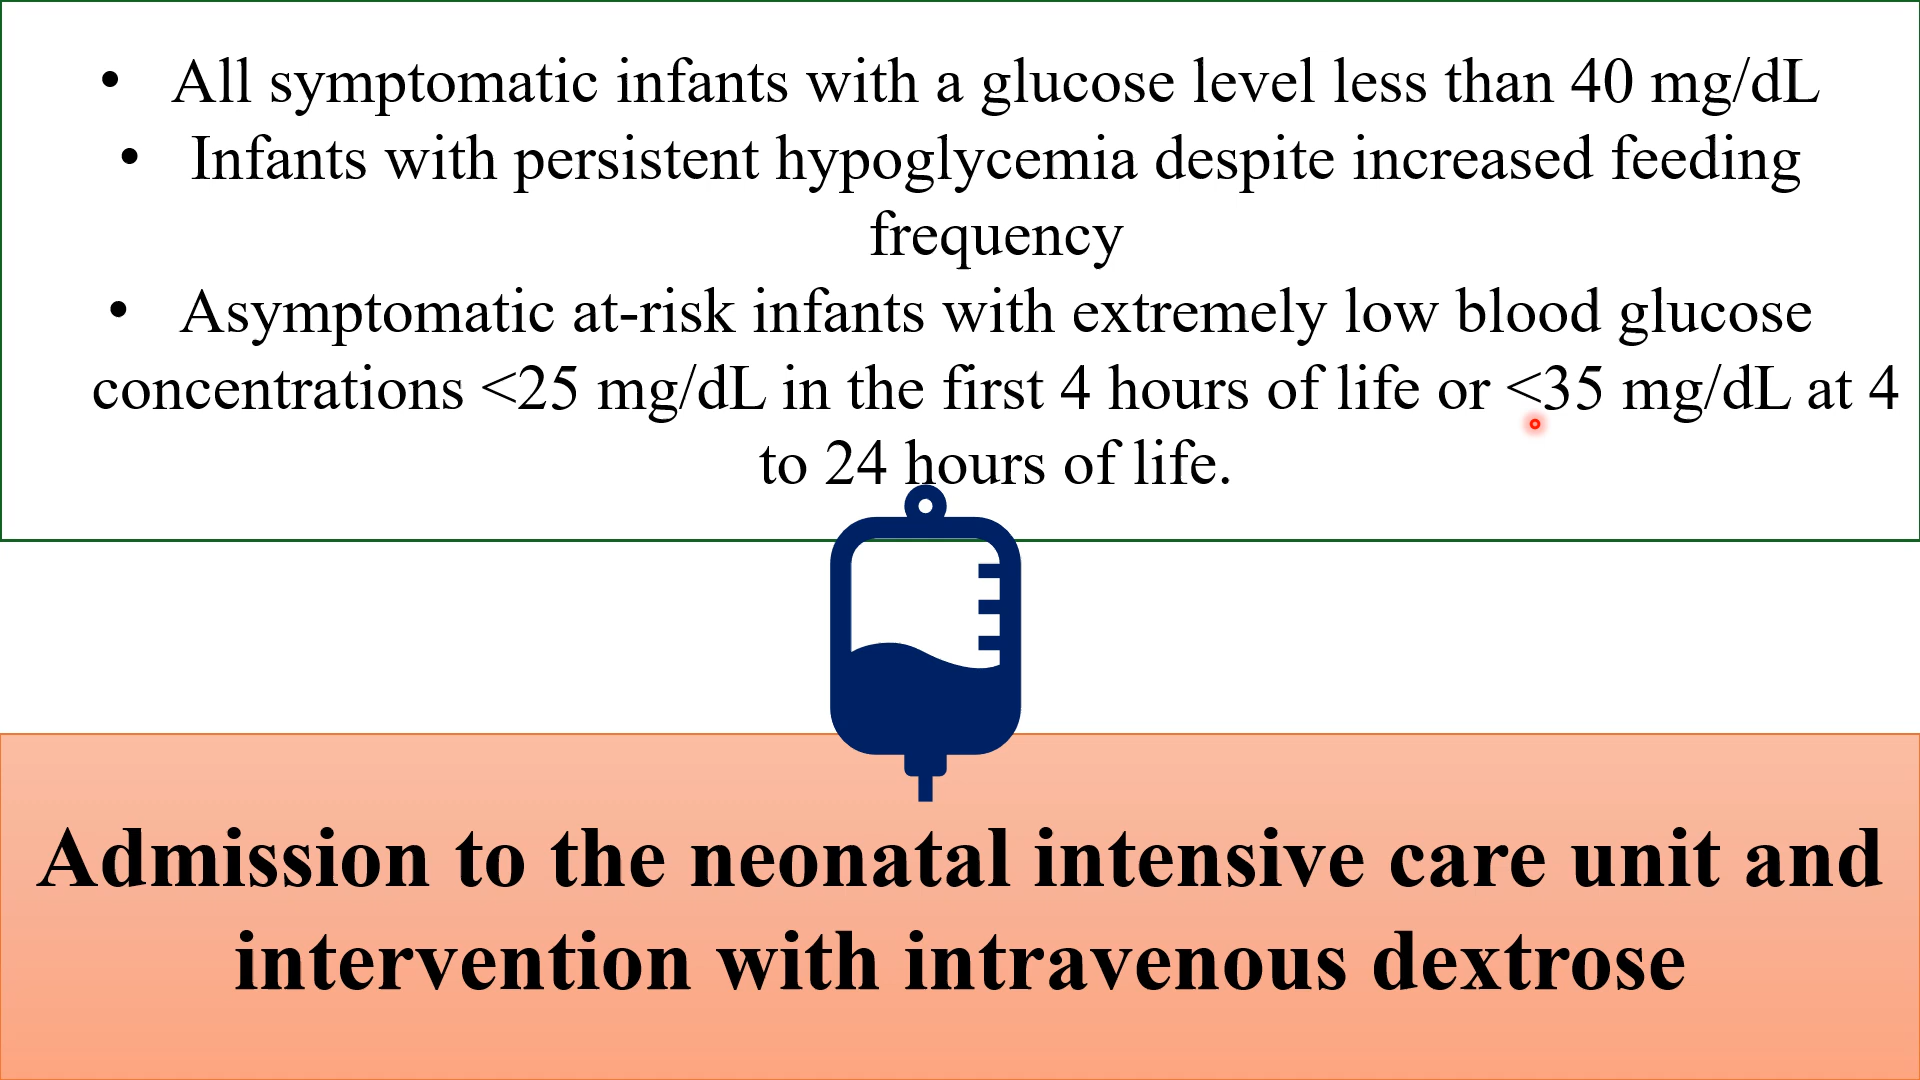 • All symptomatic infants with a glucose level less than 40 mg/dL
• Infants with persistent hypoglycemia despite increased feeding
frequency
• Asymptomatic at-risk infants with extremely low blood glucose
concentrations <25 mg/dL in the first 4 hours of life or <35 mg/dL at 4
to 24 hours of life.
Admission to the neonatal intensive care unit and
intervention with intravenous dextrose